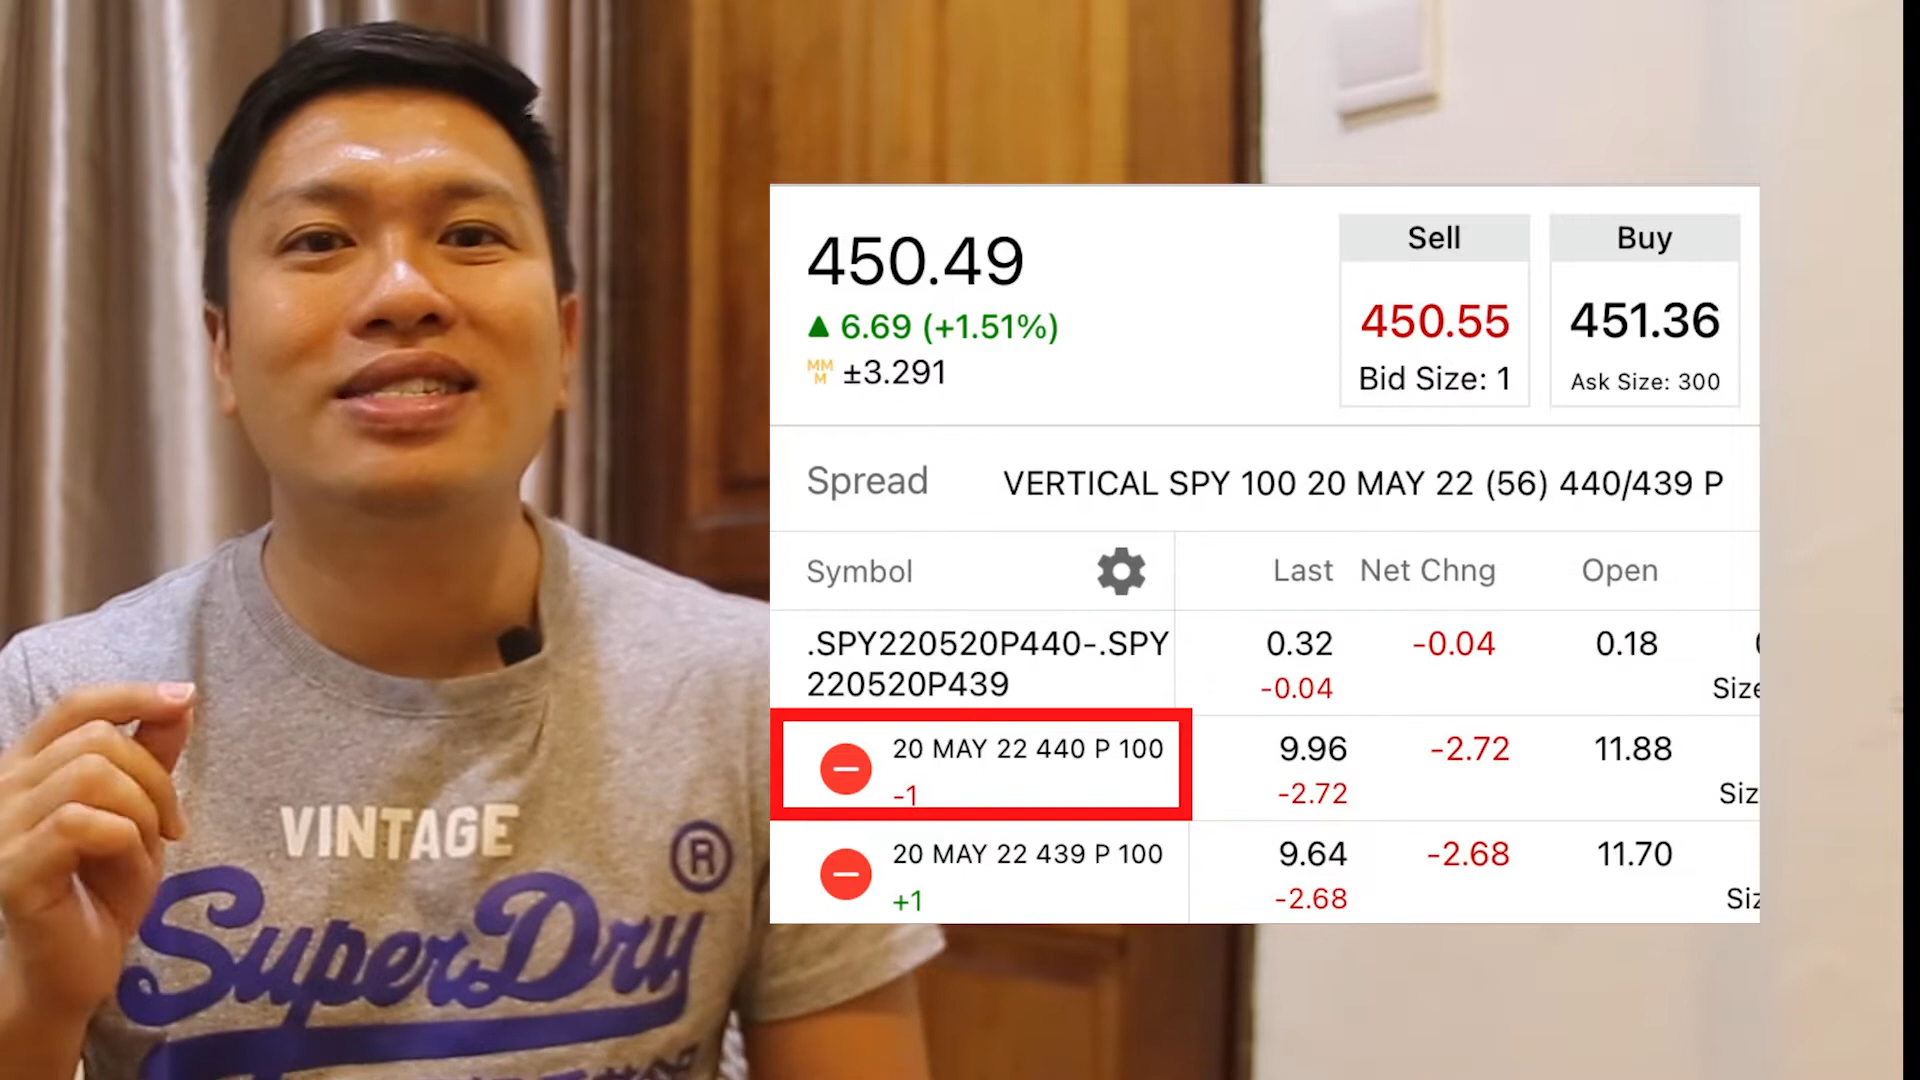 450.49
▲ 6.69 (+1.51%)
MM
M
±3.291
Sell
450.55
Bid Size: 1
Buy
451.36
Ask Size: 300
Spread
VERTICAL SPY 100 20 MAY 22 (56) 440/439 P
Symbol
Last
Net Chng
Open
.SPY220520P440-.SPY
220520P439
0.32
-0.04
0.18
-0.04
Size
20 MAY 22 440 P 100
-1
9.96
-2.72
11.88
-2.72
Siz
20 MAY 22 439 P 100
+1
9.64
-2.68
11.70
-2.68
Siz
VINTAGE
®
SuperDry